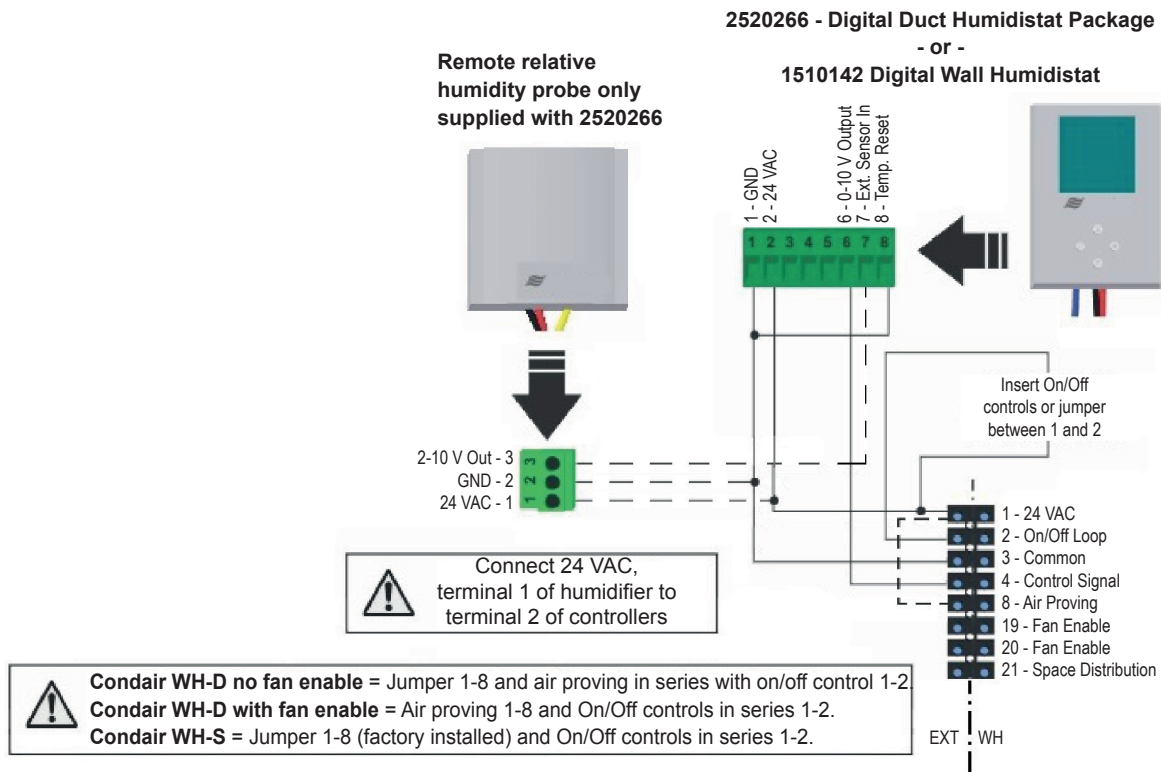 2520266 - Digital Duct Humidistat Package
- or -
1510142 Digital Wall Humidistat
Remote relative
humidity probe only
supplied with 2520266
1 - GND
2 - 24 VAC
6 - 0-10 V Output
7 - Ext. Sensor In
8 - Temp. Reset
1 2 3 4 5 6 7 8
Insert On/Off
controls or jumper
between 1 and 2
2-10 V Out - 3
GND - 2
24 VAC - 1
3
2
1
1 - 24 VAC
2 - On/Off Loop
3 - Common
4 - Control Signal
8 - Air Proving
19 - Fan Enable
20 - Fan Enable
21 - Space Distribution
Connect 24 VAC,
terminal 1 of humidifier to
terminal 2 of controllers
Condair WH-D no fan enable = Jumper 1-8 and air proving in series with on/off control 1-2.
Condair WH-D with fan enable = Air proving 1-8 and On/Off controls in series 1-2.
Condair WH-S = Jumper 1-8 (factory installed) and On/Off controls in series 1-2.
EXT WH